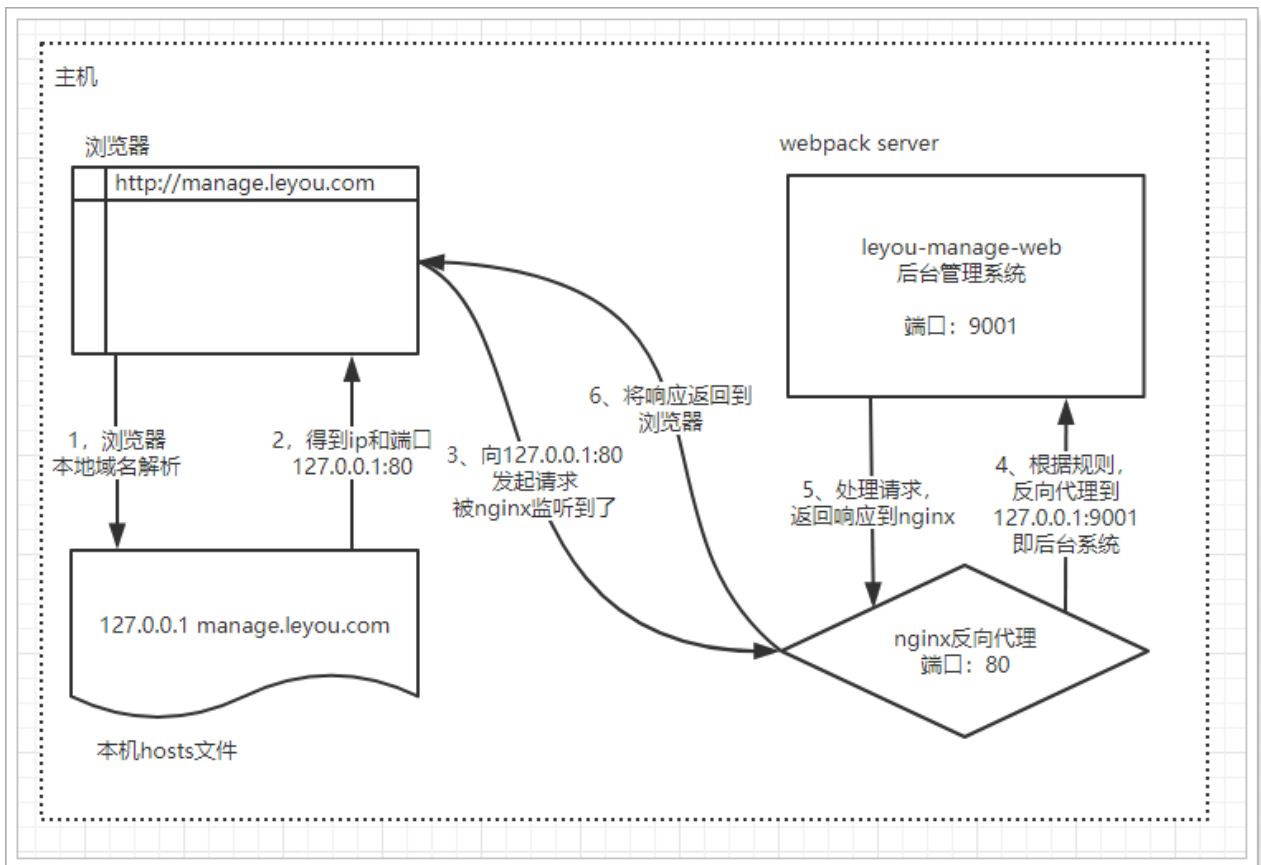 主机
浏览器
http://manage.leyou.com
webpack server
leyou-manage-web
后台管理系统
端口：9001
1，浏览器
本地域名解析
2，得到ip和端口
127.0.0.1:80
3、向127.0.0.1:80
发起请求
被nginx监听到了
6、将响应返回到
浏览器
5、处理请求，
返回响应到nginx
4、根据规则，
反向代理到
127.0.0.1:9001
即后台系统
127.0.0.1 manage.leyou.com
本机hosts文件
nginx反向代理
端口：80